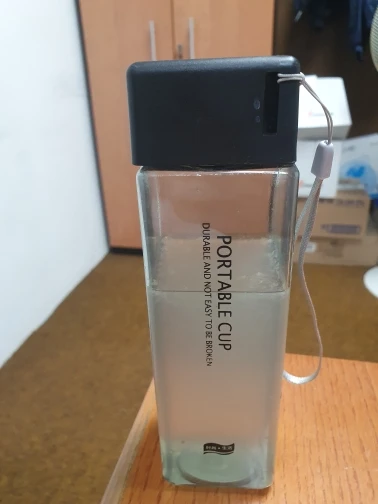 PORTABLE CUP
DURABLE AND NOT EASY TO BE BROKEN